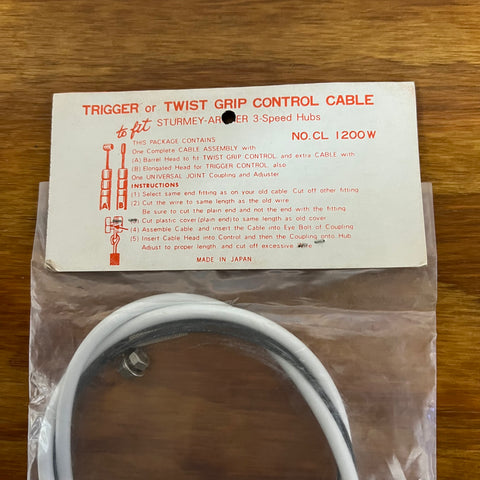 TRIGGER or TWIST GRIP CONTROL CABLE
to fit STURMEY-AR ER 3-Speed Hubs
NO. CL 1200W
THIS PACKAGE CONTAINS
One Complete CABLE ASSEMBLY with
(A) Barrel Head to fit TWIST GRIP CONTROL and extra CABLE with
(B) Elongated Head for TRIGGER CONTROL, also
One UNIVERSAL JOINT Coupling and Adjuster
INSTRUCTIONS
(1) Select same end fitting as on your old cable. Cut off other fitting
(2) Cut the wire to same length as the old wire
Be sure to cut the plain end and not the end with the fitting
(3) Cut plastic cover (plain end) to same length as old cover
(4) Assemble Cable and insert the Cable into Eye Bolt of Coupling
(5) Insert Cable Head into Control and then the Coupling onto Hub
Adjust to proper length, and cut off excessive wire
A B
MADE IN JAPAN